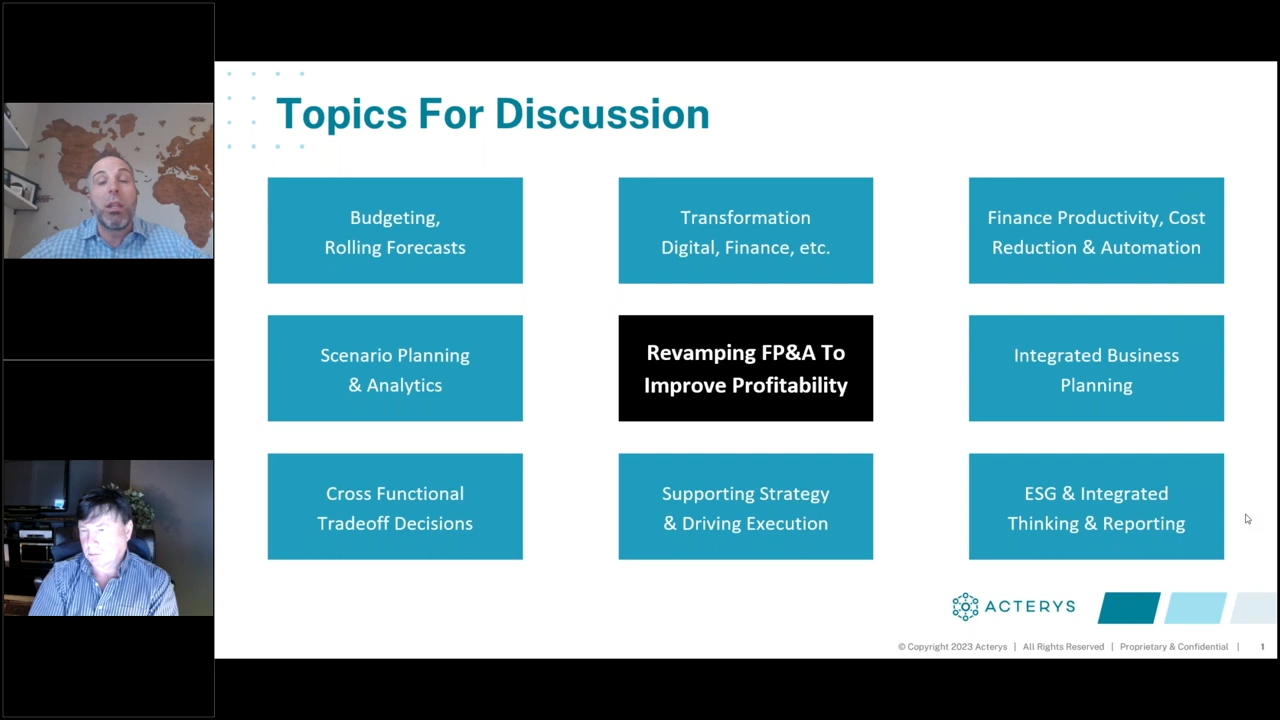 Topics For Discussion
Budgeting,
Rolling Forecasts
Transformation
Digital, Finance, etc.
Finance Productivity, Cost
Reduction & Automation
Scenario Planning
& Analytics
Revamping FP&A To
Improve Profitability
Integrated Business
Planning
Cross Functional
Tradeoff Decisions
Supporting Strategy
& Driving Execution
ESG & Integrated
Thinking & Reporting
ACTERYS
© Copyright 2023 Acterys | All Rights Reserved | Proprietary & Confidential | 1